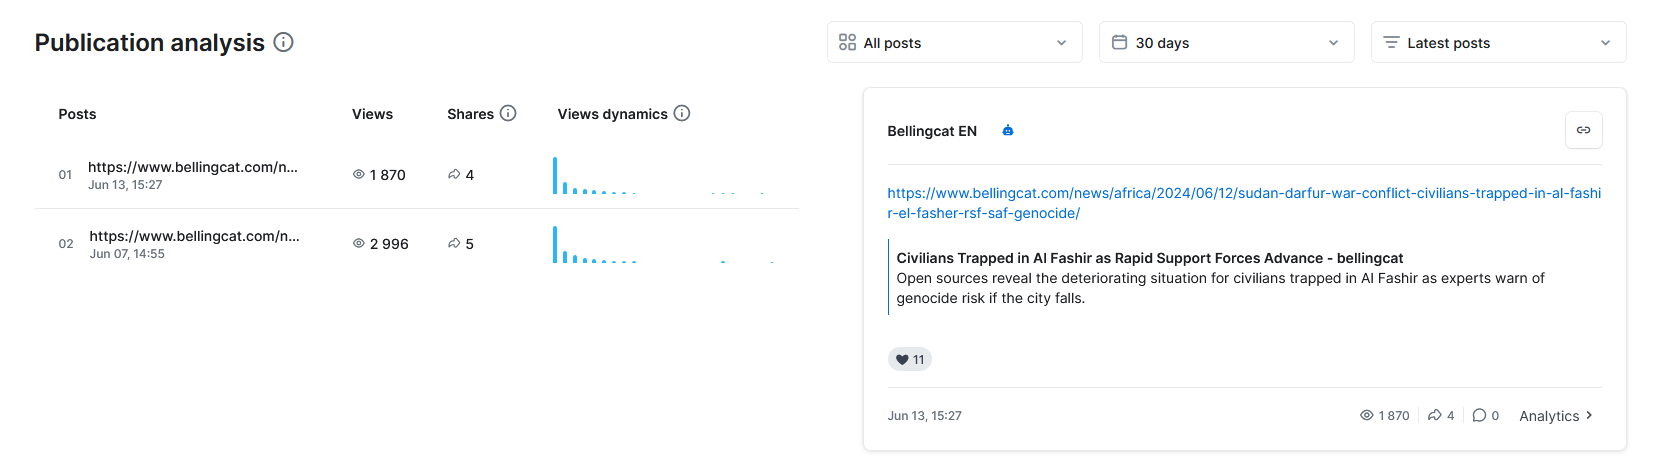 Publication analysis
All posts
30 days
Latest posts
Posts Views Shares Views dynamics
01 https://www.bellingcat.com/n... 1 870 4
Jun 13, 15:27
02 https://www.bellingcat.com/n... 2 996 5
Jun 07, 14:55
Bellingcat EN
https://www.bellingcat.com/news/africa/2024/06/12/sudan-darfur-war-conflict-civilians-trapped-in-al-fashi
r-el-fasher-rsf-saf-genocide/
Civilians Trapped in Al Fashir as Rapid Support Forces Advance - bellingcat
Open sources reveal the deteriorating situation for civilians trapped in Al Fashir as experts warn of
genocide risk if the city falls.
11
Jun 13, 15:27 1 870 4 0 Analytics